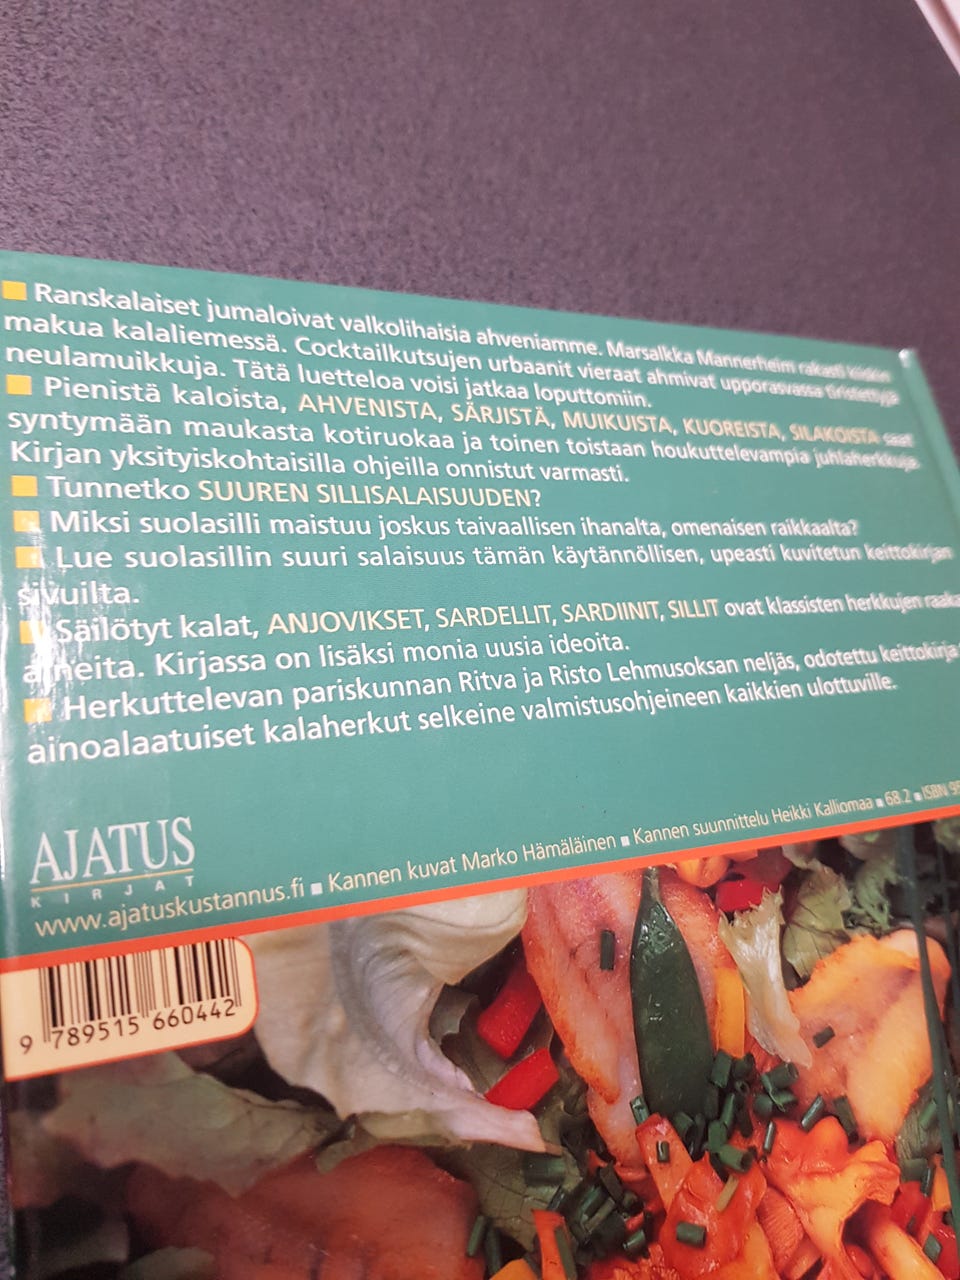 Ranskalaiset jumaloivat valkolihaisia ahveniamme. Marsalkka Mannerheim rakasti kiisken
makua kalaliemessä. Cocktailkutsujen urbaanit vieraat ahmivat upporasvassa tiristettyjä
neulamuikkuja. Tätä luetteloa voisi jatkaa loputtomiin.
Pienistä kaloista, AHVENISTA, SÄRJISTÄ, MUIKUISTA, KUOREISTA, SILAKOISTA saat
syntymään maukasta kotiruokaa ja toinen toistaan houkuttelevampia juhlaherkkuja.
Kirjan yksityiskohtaisilla ohjeilla onnistut varmasti.
Tunnetko SUUREN SILLISALAISUUDEN?
Miksi suolasilli maistuu joskus taivaallisen ihanalta, omenaisen raikkaalta?
Lue suolasillin suuri salaisuus tämän käytännöllisen, upeasti kuvitetun keittokirjan
sivuilta.
Säilötyt kalat, ANJOVIKSET, SARDELLIT, SARDIINIT, SILLIT ovat klassisten herkkujen raaka
aineita. Kirjassa on lisäksi monia uusia ideoita.
Herkuttelevan pariskunnan Ritva ja Risto Lehmusoksan neljäs, odotettu keittokirja
ainoalaatuiset kalaherkut selkeine valmistusohjeineen kaikkien ulottuville.
AJATUS
KIRJAT
www.ajatuskustannus.fi ■ Kannen kuvat Marko Hämäläinen ■ Kannen suunnittelu Heikki Kalliomaa ■ 68.2 ■ ISBN 95
9 789515 660442